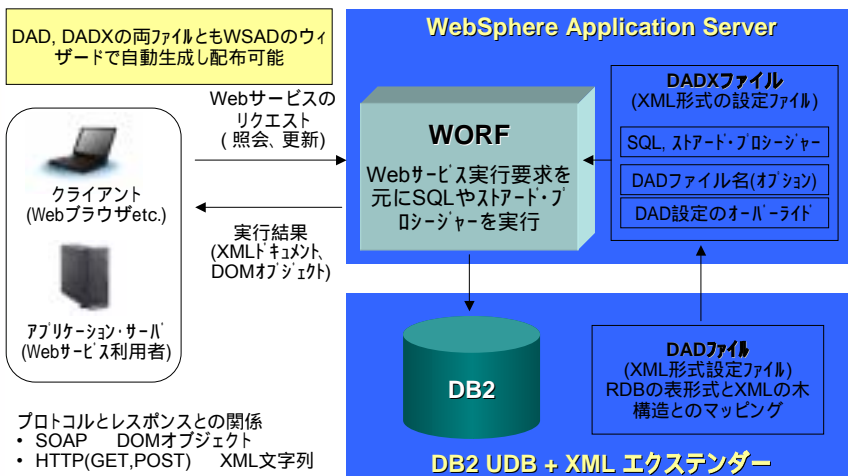 DAD, DADXの両ファイルともWSADのウィ
ザードで自動生成し配布可能
Webサービスの
リクエスト
(照会、更新)
クライアント
(Webブラウザetc.)
実行結果
(XMLドキュメント、
DOMオブジェクト)
アプリケーション・サーバ
(Webサービス利用者)
プロトコルとレスポンスとの関係
• SOAP DOMオブジェクト
• HTTP(GET,POST) XML文字列
WebSphere Application Server
WORF
Webサービス実行要求を
元にSQLやストアード・プ
ロシージャーを実行
DADXファイル
(XML形式の設定ファイル)
SQL, ストアード・プロシージャー
DADファイル名(オプション)
DAD設定のオーバーライド
DB2
DADファイル
(XML形式設定ファイル)
RDBの表形式とXMLの木
構造とのマッピング
DB2 UDB + XML エクステンダー